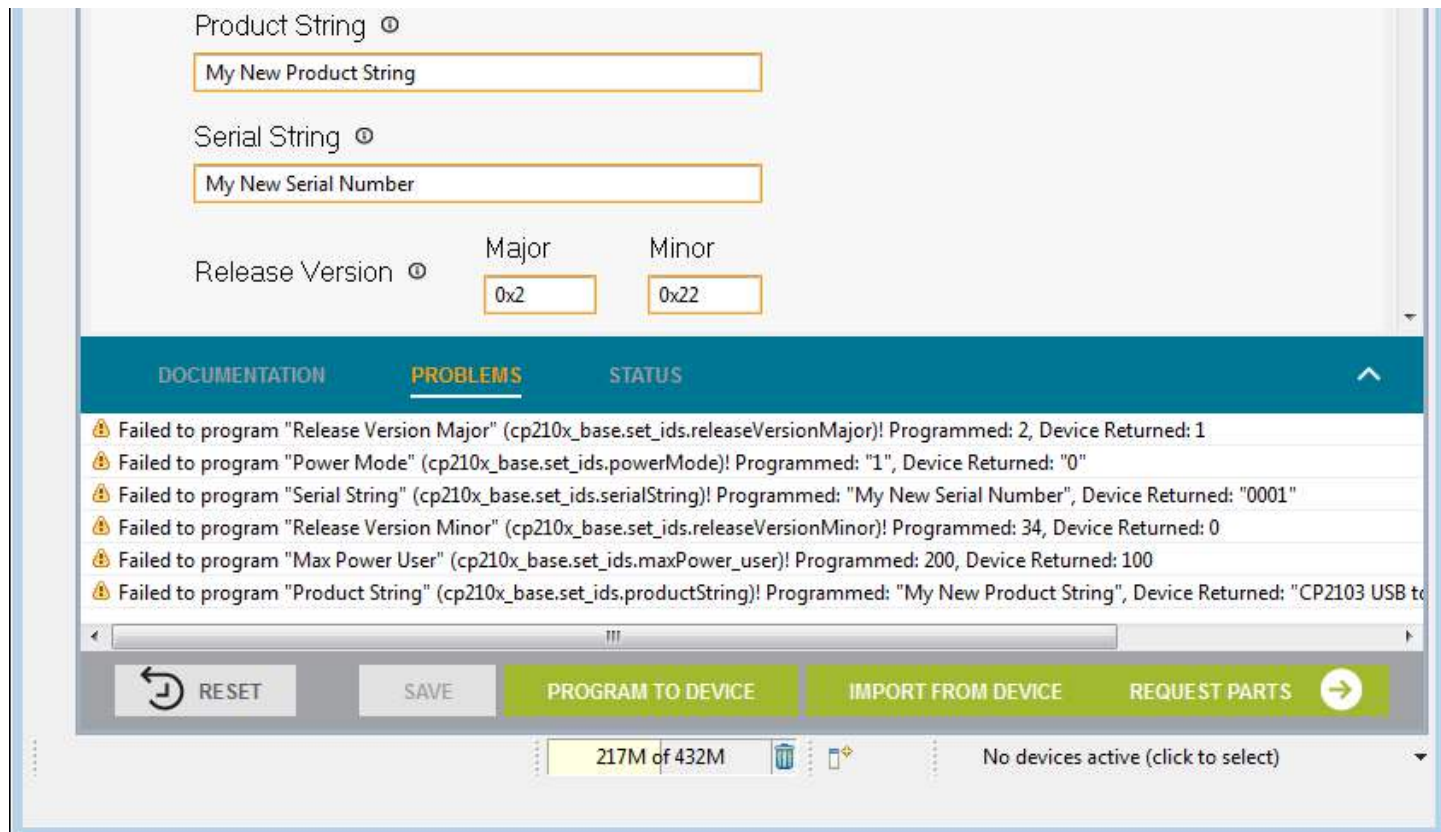 Product String
My New Product String
Serial String
My New Serial Number
Major Minor
Release Version
0x2 0x22
DOCUMENTATION PROBLEMS STATUS
Failed to program "Release Version Major" (cp210x_base.set_ids.releaseVersionMajor)! Programmed: 2, Device Returned: 1
Failed to program "Power Mode" (cp210x_base.set_ids.powerMode)! Programmed: "1", Device Returned: "0"
Failed to program "Serial String" (cp210x_base.set_ids.serialString)! Programmed: "My New Serial Number", Device Returned: "0001"
Failed to program "Release Version Minor" (cp210x_base.set_ids.releaseVersionMinor)! Programmed: 34, Device Returned: 0
Failed to program "Max Power User" (cp210x_base.set_ids.maxPower_user)! Programmed: 200, Device Returned: 100
Failed to program "Product String" (cp210x_base.set_ids.productString)! Programmed: "My New Product String", Device Returned: "CP2103 USB to
RESET SAVE PROGRAM TO DEVICE IMPORT FROM DEVICE REQUEST PARTS
217M of 432M No devices active (click to select)